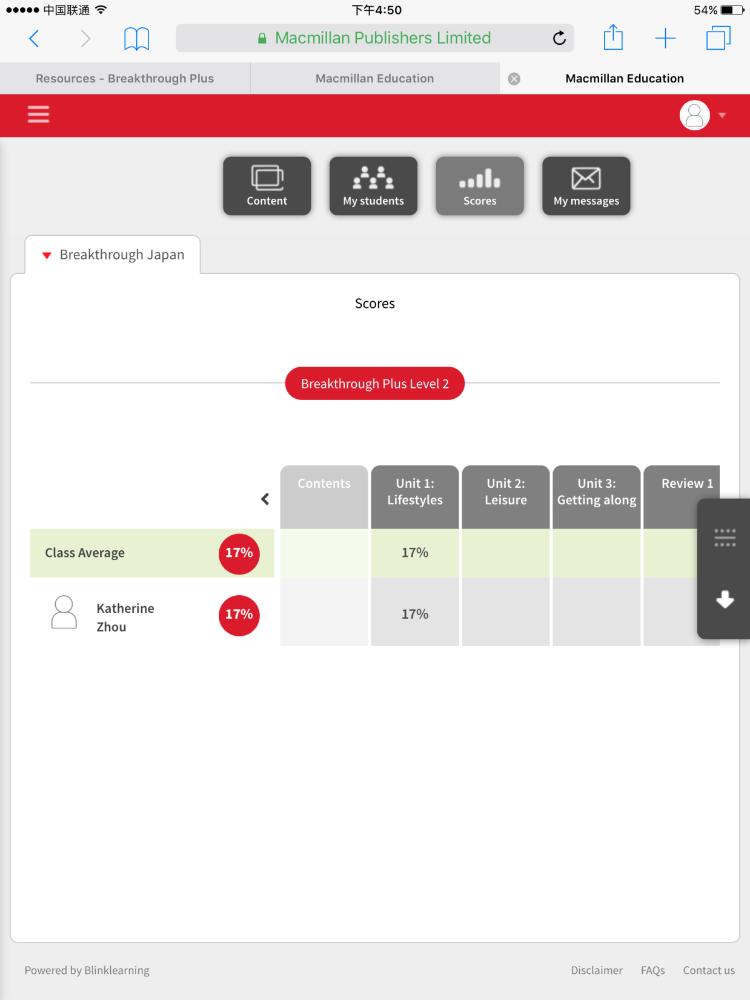 中国联通
下午4:50
54%
Macmillan Publishers Limited
Resources - Breakthrough Plus
Macmillan Education
Macmillan Education
Content
My students
Scores
My messages
Breakthrough Japan
Scores
Breakthrough Plus Level 2
Contents
Unit 1:
Lifestyles
Unit 2:
Leisure
Unit 3:
Getting along
Review 1
Class Average
17%
17%
Katherine
Zhou
17%
17%
Powered by Blinklearning
Disclaimer
FAQs
Contact us